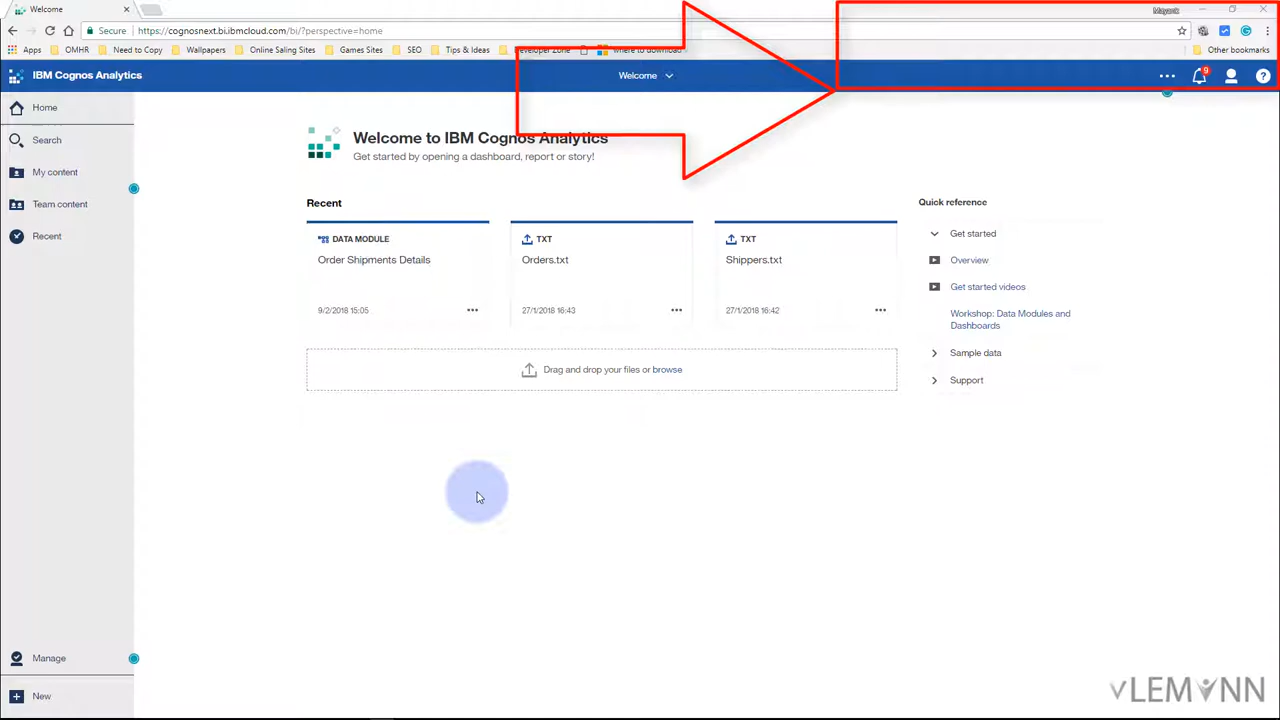 Welcome
Mayank
Secure https://cognosnext.bi.ibmcloud.com/bi/?perspective=home
Apps OMHR Need to Copy Wallpapers Online Saling Sites Games Sites SEO Tips & Ideas Developer Zone Where to download Other bookmarks
IBM Cognos Analytics Welcome 9 ?
Home
Search
My content
Team content
Recent
Manage
New
Welcome to IBM Cognos Analytics
Get started by opening a dashboard, report or story!
Recent
DATA MODULE
Order Shipments Details
9/2/2018 15:05
TXT
Orders.txt
27/1/2018 16:43
TXT
Shippers.txt
27/1/2018 16:42
Drag and drop your files or browse
Quick reference
Get started
Overview
Get started videos
Workshop: Data Modules and
Dashboards
Sample data
Support